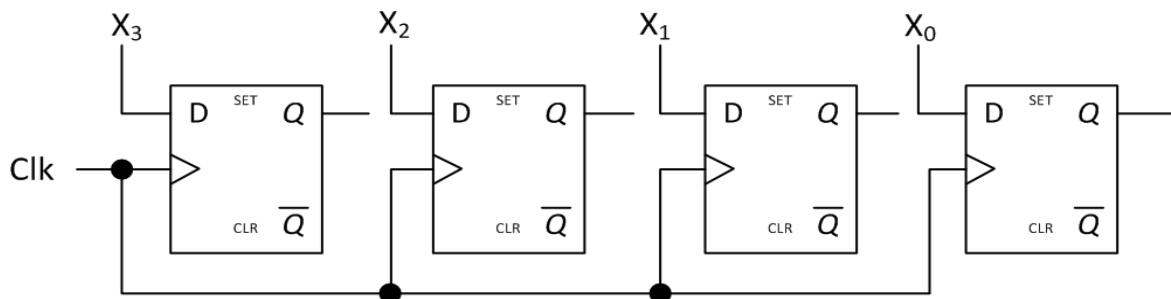 X₃ X₂ X₁ X₀
SET SET SET SET
D Q D Q D Q D Q
Clk
CLR Q̅ CLR Q̅ CLR Q̅ CLR Q̅